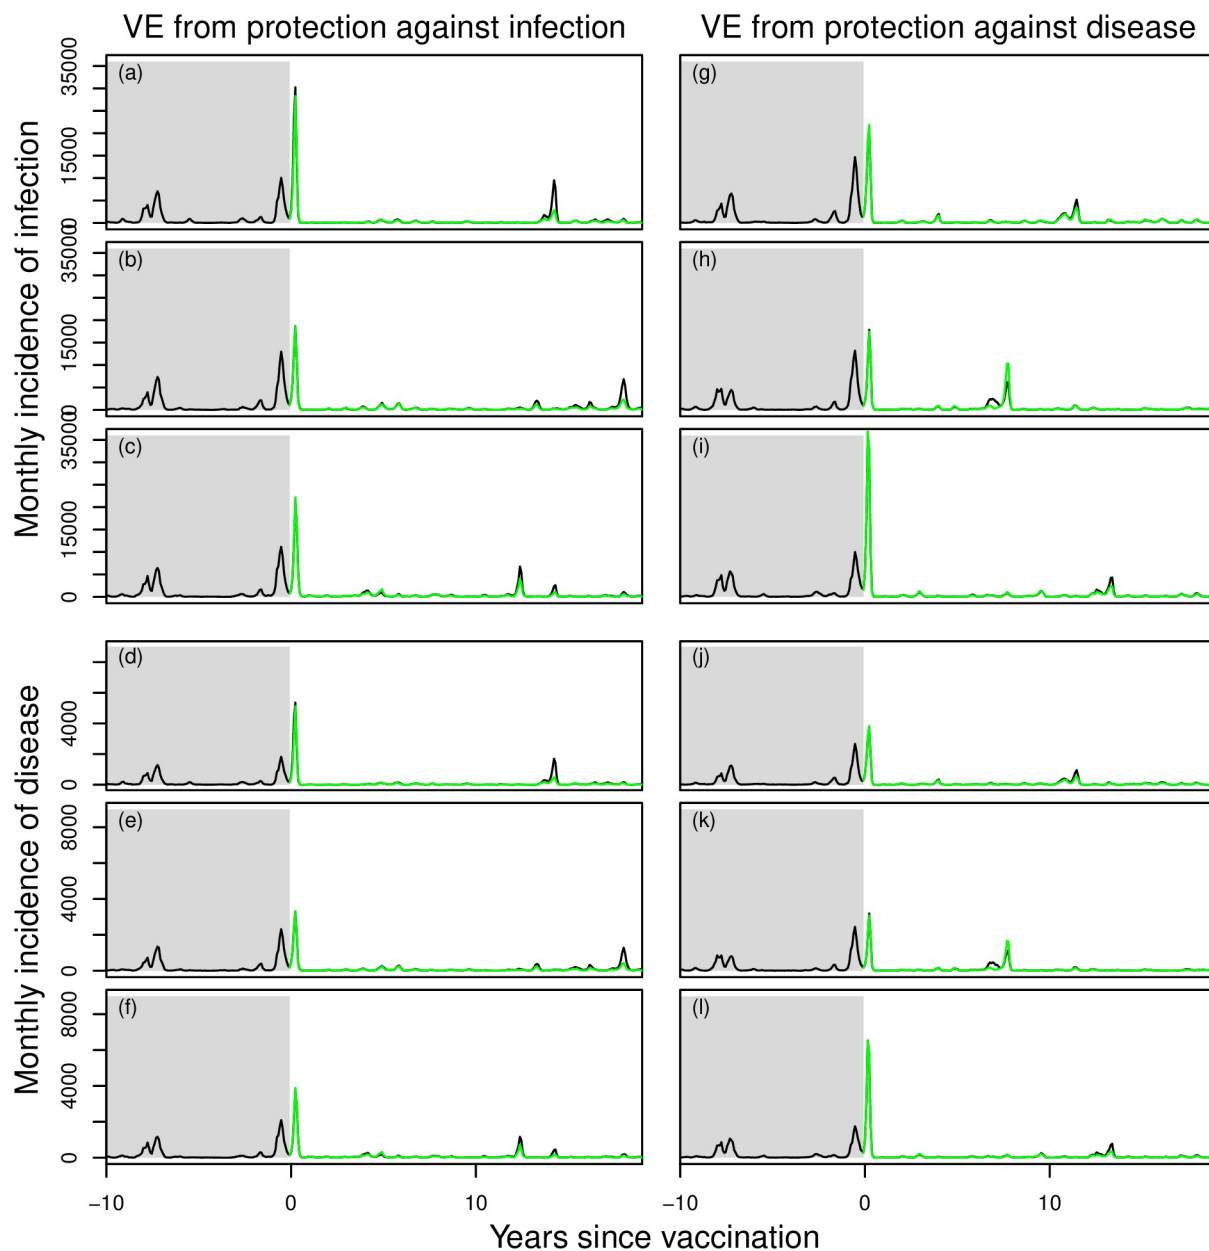 VE from protection against infection
VE from protection against disease
Monthly incidence of infection
(a)
35000
15000
0
(g)
(b)
35000
15000
0
(h)
(c)
35000
15000
0
(i)
Monthly incidence of disease
(d)
4000
0
(j)
(e)
8000
4000
0
(k)
(f)
8000
4000
0
(l)
−10 0 10
−10 0 10
Years since vaccination